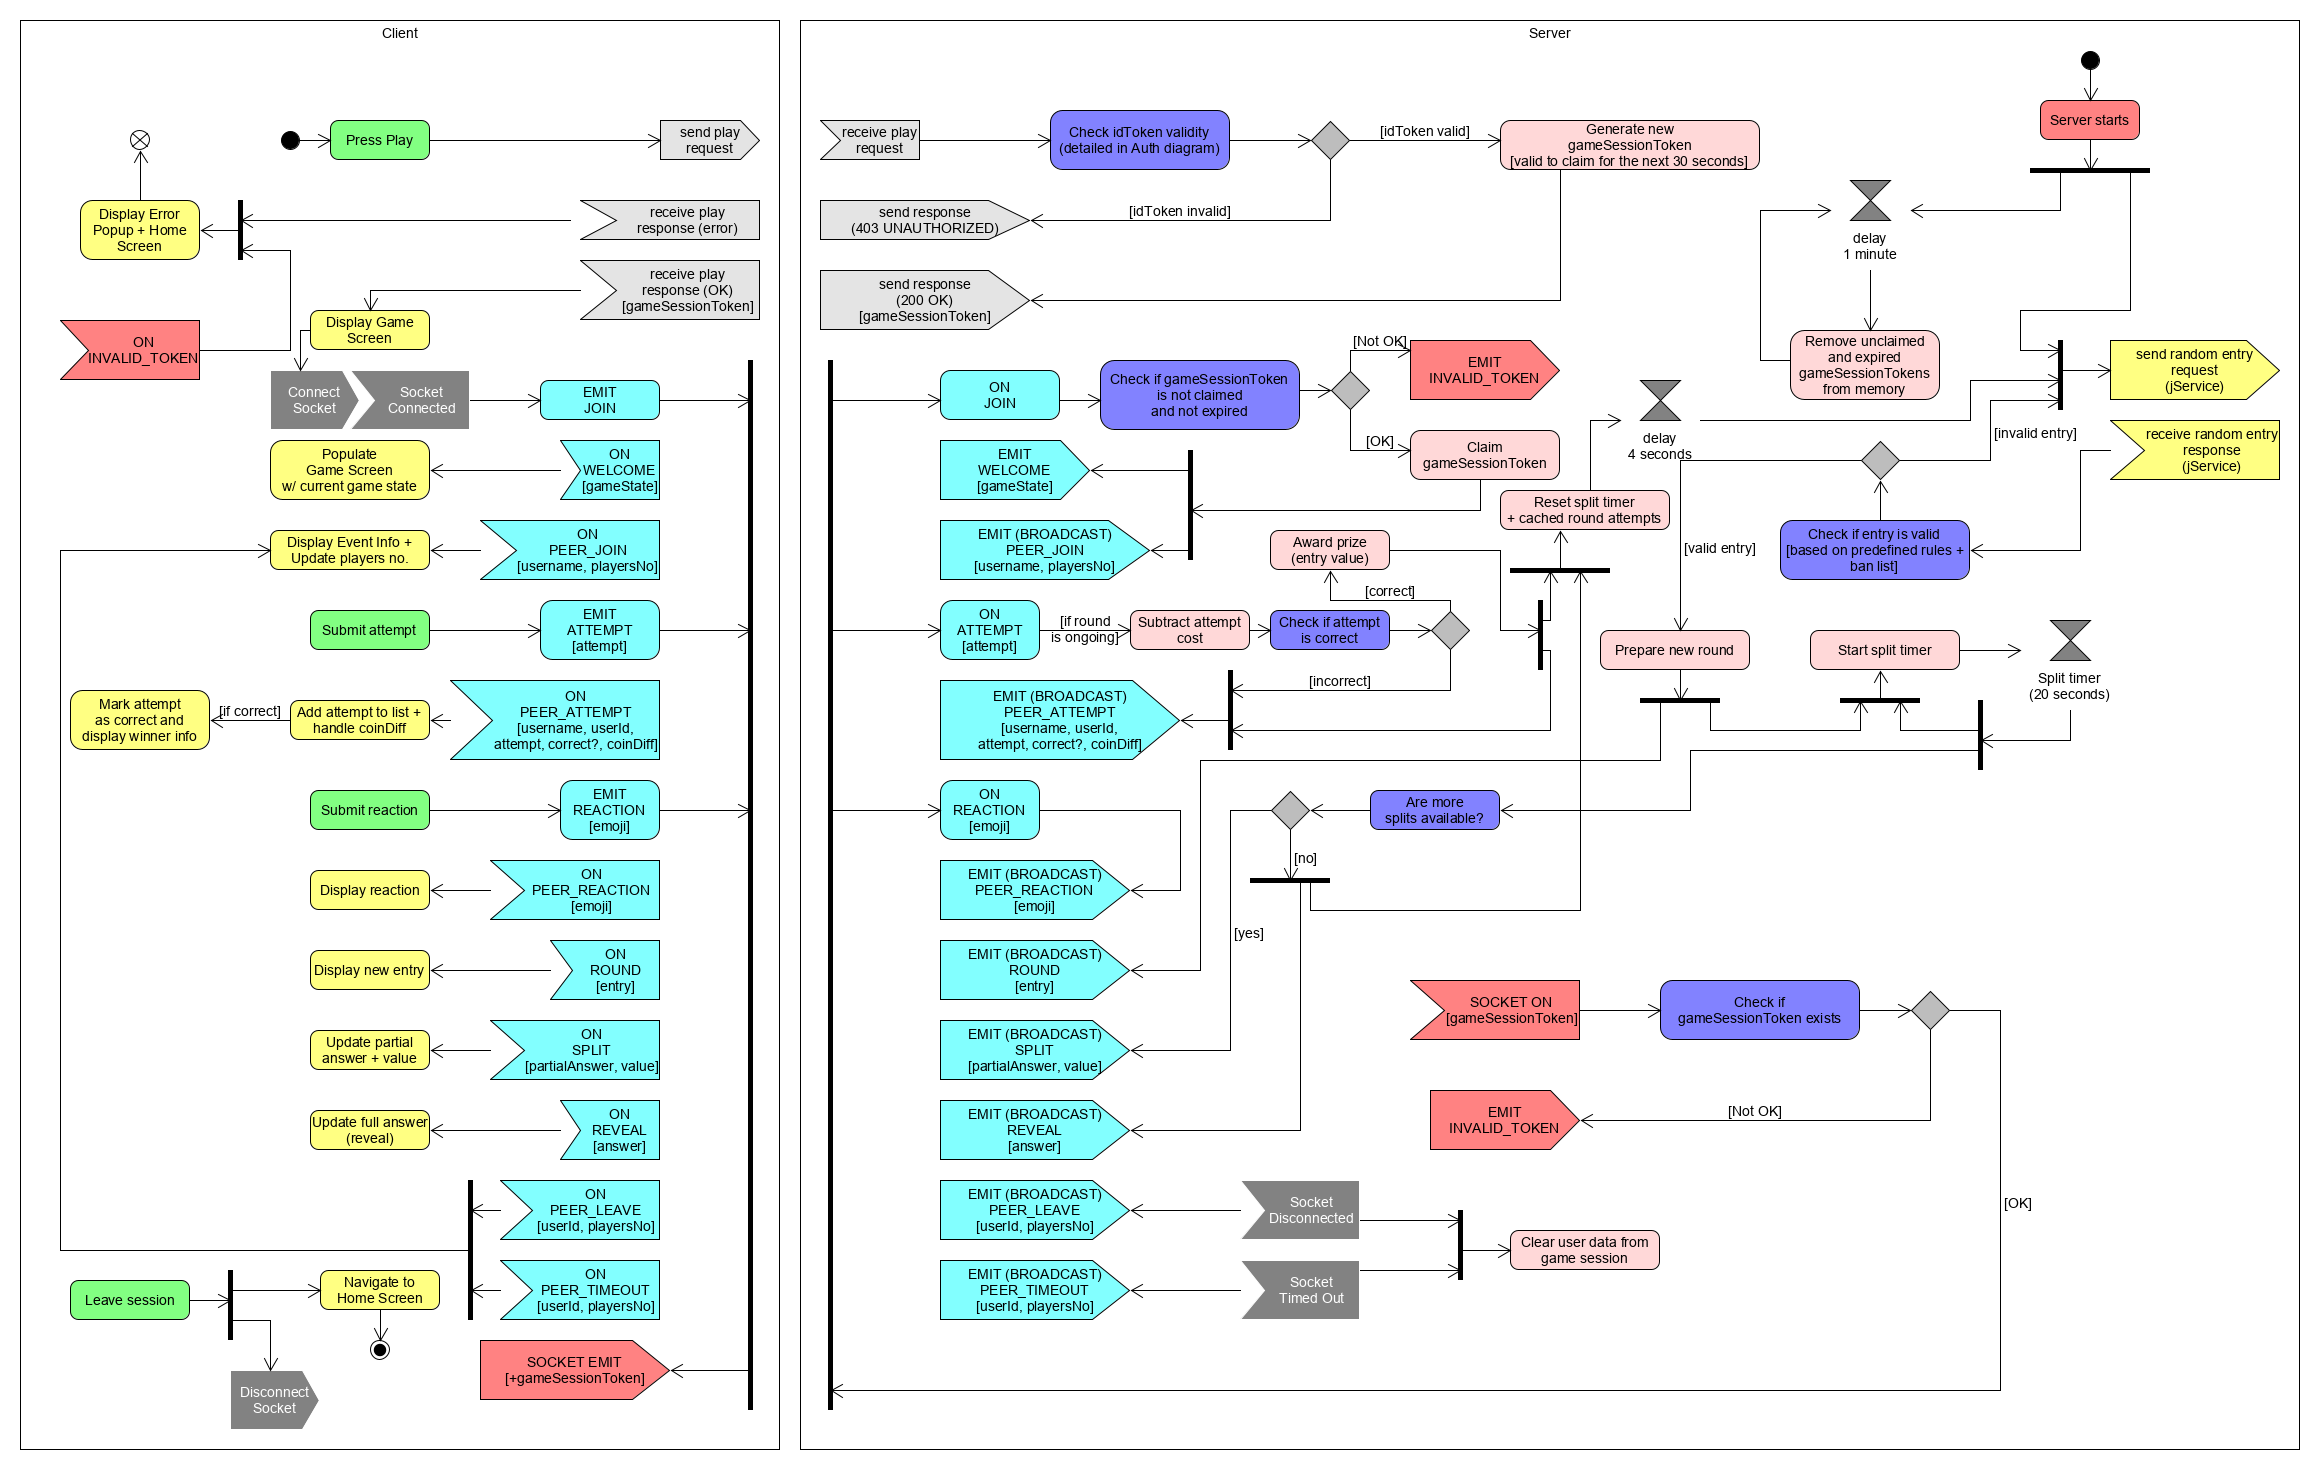 Client
Press Play
send play
request
Display Error
Popup + Home
Screen
receive play
response (error)
receive play
response (OK)
[gameSessionToken]
Display Game
Screen
ON
INVALID_TOKEN
Connect
Socket
Socket
Connected
EMIT
JOIN
Populate
Game Screen
w/ current game state
ON
WELCOME
[gameState]
Display Event Info +
Update players no.
ON
PEER_JOIN
[username, playersNo]
Submit attempt
EMIT
ATTEMPT
[attempt]
Mark attempt
as correct and
display winner info
[if correct]
Add attempt to list +
handle coinDiff
ON
PEER_ATTEMPT
[username, userId,
attempt, correct?, coinDiff]
Submit reaction
EMIT
REACTION
[emoji]
Display reaction
ON
PEER_REACTION
[emoji]
Display new entry
ON
ROUND
[entry]
Update partial
answer + value
ON
SPLIT
[partialAnswer, value]
Update full answer
(reveal)
ON
REVEAL
[answer]
ON
PEER_LEAVE
[userId, playersNo]
Leave session
Navigate to
Home Screen
ON
PEER_TIMEOUT
[userId, playersNo]
Disconnect
Socket
SOCKET EMIT
[+gameSessionToken]
Server
receive play
request
Check idToken validity
(detailed in Auth diagram)
[idToken valid]
Generate new
gameSessionToken
[valid to claim for the next 30 seconds]
Server starts
send response
(403 UNAUTHORIZED)
[idToken invalid]
delay
1 minute
send response
(200 OK)
[gameSessionToken]
Remove unclaimed
and expired
gameSessionTokens
from memory
send random entry
request
(jService)
ON
JOIN
Check if gameSessionToken
is not claimed
and not expired
[Not OK]
EMIT
INVALID_TOKEN
[OK]
Claim
gameSessionToken
delay
4 seconds
[invalid entry]
receive random entry
response
(jService)
EMIT
WELCOME
[gameState]
Reset split timer
+ cached round attempts
EMIT (BROADCAST)
PEER_JOIN
[username, playersNo]
Award prize
(entry value)
[valid entry]
Check if entry is valid
[based on predefined rules +
ban list]
[correct]
ON
ATTEMPT
[attempt]
[if round
is ongoing]
Subtract attempt
cost
Check if attempt
is correct
Prepare new round
Start split timer
Split timer
(20 seconds)
[incorrect]
EMIT (BROADCAST)
PEER_ATTEMPT
[username, userId,
attempt, correct?, coinDiff]
ON
REACTION
[emoji]
Are more
splits available?
[no]
EMIT (BROADCAST)
PEER_REACTION
[emoji]
[yes]
EMIT (BROADCAST)
ROUND
[entry]
SOCKET ON
[gameSessionToken]
Check if
gameSessionToken exists
EMIT (BROADCAST)
SPLIT
[partialAnswer, value]
EMIT
INVALID_TOKEN
[Not OK]
EMIT (BROADCAST)
REVEAL
[answer]
[OK]
EMIT (BROADCAST)
PEER_LEAVE
[userId, playersNo]
Socket
Disconnected
Clear user data from
game session
EMIT (BROADCAST)
PEER_TIMEOUT
[userId, playersNo]
Socket
Timed Out